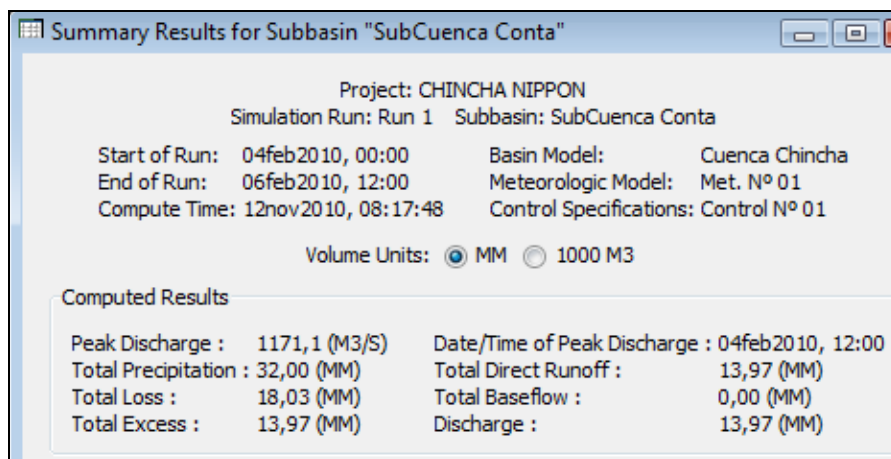 Summary Results for Subbasin "SubCuenca Conta"
Project: CHINCHA NIPPON
Simulation Run: Run 1 Subbasin: SubCuenca Conta
Start of Run: 04feb2010, 00:00 Basin Model: Cuenca Chincha
End of Run: 06feb2010, 12:00 Meteorologic Model: Met. Nº 01
Compute Time: 12nov2010, 08:17:48 Control Specifications: Control Nº 01
Volume Units: MM 1000 M3
Computed Results
Peak Discharge : 1171,1 (M3/S) Date/Time of Peak Discharge : 04feb2010, 12:00
Total Precipitation : 32,00 (MM) Total Direct Runoff : 13,97 (MM)
Total Loss : 18,03 (MM) Total Baseflow : 0,00 (MM)
Total Excess : 13,97 (MM) Discharge : 13,97 (MM)